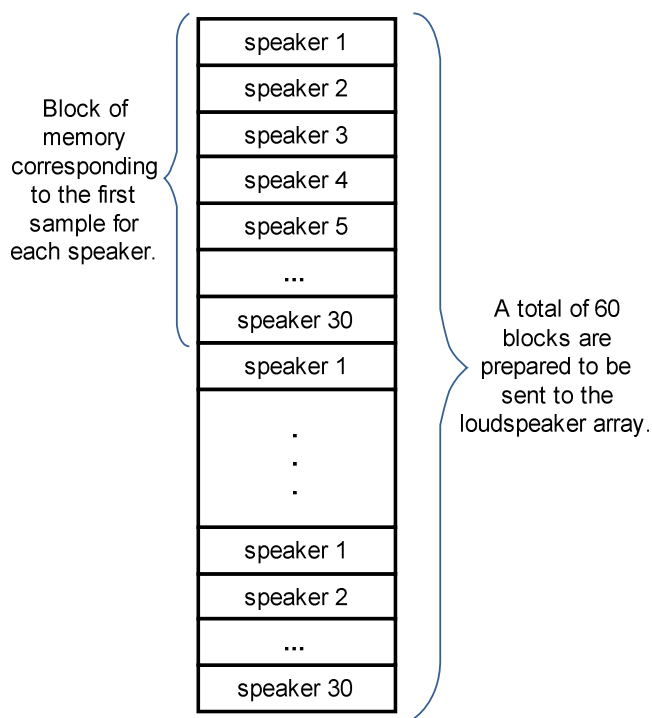 Block of
memory
corresponding
to the first
sample for
each speaker.
speaker 1
speaker 2
speaker 3
speaker 4
speaker 5
...
speaker 30
speaker 1
.
.
.
speaker 1
speaker 2
...
speaker 30
A total of 60
blocks are
prepared to be
sent to the
loudspeaker array.